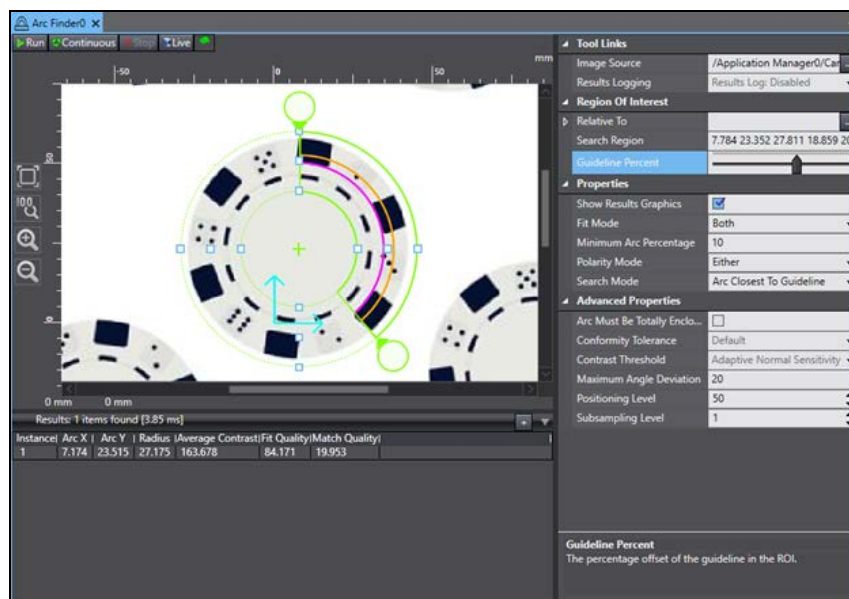 Arc Finder0
Run Continuous Stop Live
mm
-50 0 50
50
0
0 mm 0 mm
Results: 1 items found [3.85 ms]
Instance Arc X Arc Y Radius Average Contrast Fit Quality Match Quality
1 7.174 23.515 27.175 163.678 84.171 19.953
Tool Links
Image Source /Application Manager0/Car
Results Logging Results Log: Disabled
Region Of Interest
Relative To
Search Region 7.784 23.352 27.811 18.859 20
Guideline Percent
Properties
Show Results Graphics
Fit Mode Both
Minimum Arc Percentage 10
Polarity Mode Either
Search Mode Arc Closest To Guideline
Advanced Properties
Arc Must Be Totally Enclo...
Conformity Tolerance Default
Contrast Threshold Adaptive Normal Sensitivity
Maximum Angle Deviation 20
Positioning Level 50
Subsampling Level 1
Guideline Percent
The percentage offset of the guideline in the ROI.